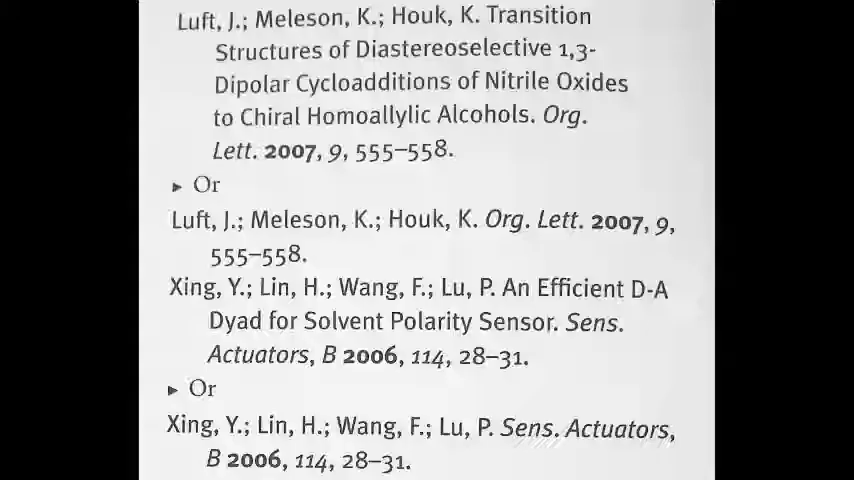 Luft, J.; Meleson, K.; Houk, K. Transition
Structures of Diastereoselective 1,3-
Dipolar Cycloadditions of Nitrile Oxides
to Chiral Homoallylic Alcohols. Org.
Lett. 2007, 9, 555–558.
▸ Or
Luft, J.; Meleson, K.; Houk, K. Org. Lett. 2007, 9,
555–558.
Xing, Y.; Lin, H.; Wang, F.; Lu, P. An Efficient D-A
Dyad for Solvent Polarity Sensor. Sens.
Actuators, B 2006, 114, 28–31.
▸ Or
Xing, Y.; Lin, H.; Wang, F.; Lu, P. Sens. Actuators,
B 2006, 114, 28–31.